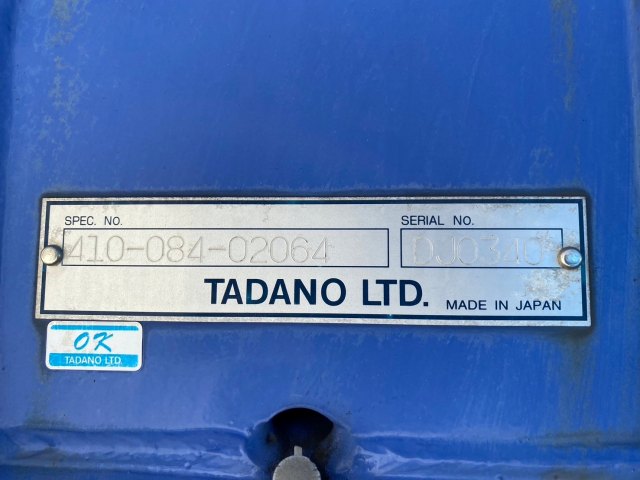 SPEC. NO. SERIAL NO.
410-084-02064 DJ0340
TADANO LTD. MADE IN JAPAN
OK
TADANO LTD.